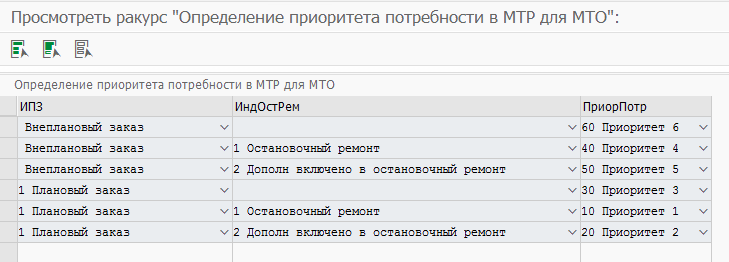 Просмотреть ракурс "Определение приоритета потребности в МТР для МТО":
Определение приоритета потребности в МТР для МТО
ИПЗ ИндОстРем ПриорПотр
Внеплановый заказ 60 Приоритет 6
Внеплановый заказ 1 Остановочный ремонт 40 Приоритет 4
Внеплановый заказ 2 Дополн включено в остановочный ремонт 50 Приоритет 5
1 Плановый заказ 30 Приоритет 3
1 Плановый заказ 1 Остановочный ремонт 10 Приоритет 1
1 Плановый заказ 2 Дополн включено в остановочный ремонт 20 Приоритет 2